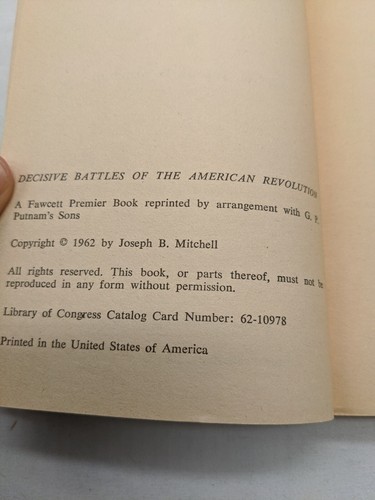 DECISIVE BATTLES OF THE AMERICAN REVOLUTION
A Fawcett Premier Book reprinted by arrangement with G. P.
Putnam's Sons
Copyright © 1962 by Joseph B. Mitchell
All rights reserved. This book, or parts thereof, must not be
reproduced in any form without permission.
Library of Congress Catalog Card Number: 62-10978
Printed in the United States of America